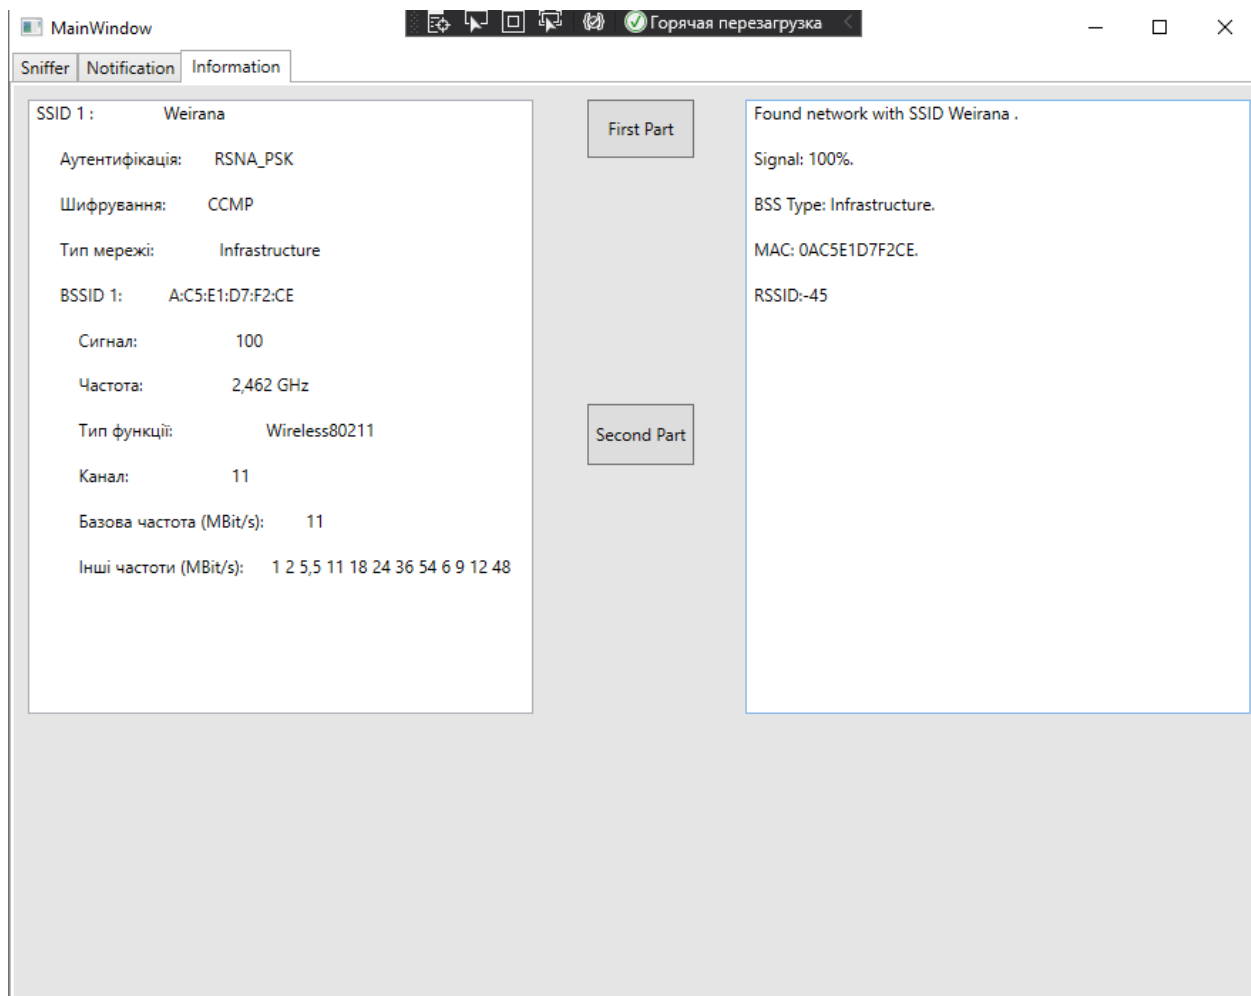 MainWindow
Горячая перезагрузка
Sniffer Notification Information
SSID 1 : Weirana
Аутентифікація: RSNA_PSK
Шифрування: CCMP
Тип мережі: Infrastructure
BSSID 1: A:C5:E1:D7:F2:CE
Сигнал: 100
Частота: 2,462 GHz
Тип функції: Wireless80211
Канал: 11
Базова частота (MBit/s): 11
Інші частоти (MBit/s): 1 2 5,5 11 18 24 36 54 6 9 12 48
First Part
Second Part
Found network with SSID Weirana .
Signal: 100%.
BSS Type: Infrastructure.
MAC: 0AC5E1D7F2CE.
RSSID:-45